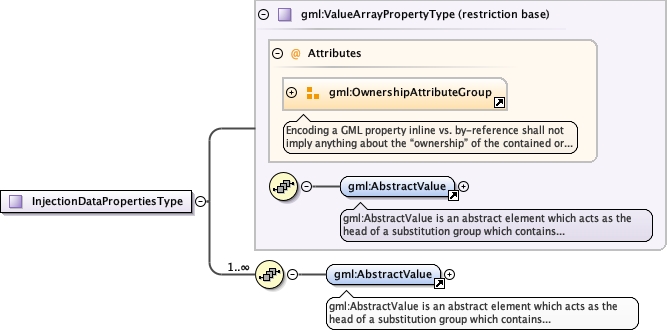 gml:ValueArrayPropertyType (restriction base)
@ Attributes
gml:OwnershipAttributeGroup
Encoding a GML property inline vs. by-reference shall not
imply anything about the “ownership” of the contained or...
gml:AbstractValue
gml:AbstractValue is an abstract element which acts as the
head of a substitution group which contains...
InjectionDataPropertiesType
1..∞
gml:AbstractValue
gml:AbstractValue is an abstract element which acts as the
head of a substitution group which contains...